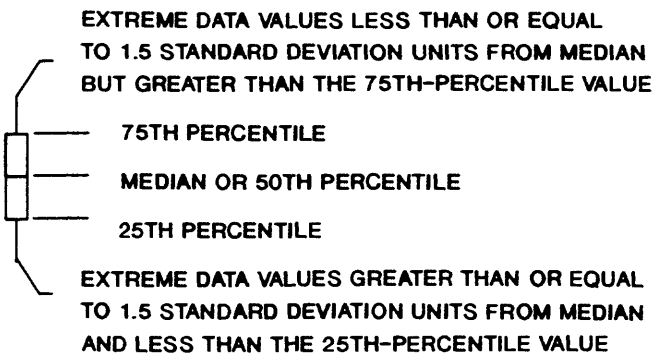 EXTREME DATA VALUES LESS THAN OR EQUAL
TO 1.5 STANDARD DEVIATION UNITS FROM MEDIAN
BUT GREATER THAN THE 75TH-PERCENTILE VALUE
75TH PERCENTILE
MEDIAN OR 50TH PERCENTILE
25TH PERCENTILE
EXTREME DATA VALUES GREATER THAN OR EQUAL
TO 1.5 STANDARD DEVIATION UNITS FROM MEDIAN
AND LESS THAN THE 25TH-PERCENTILE VALUE